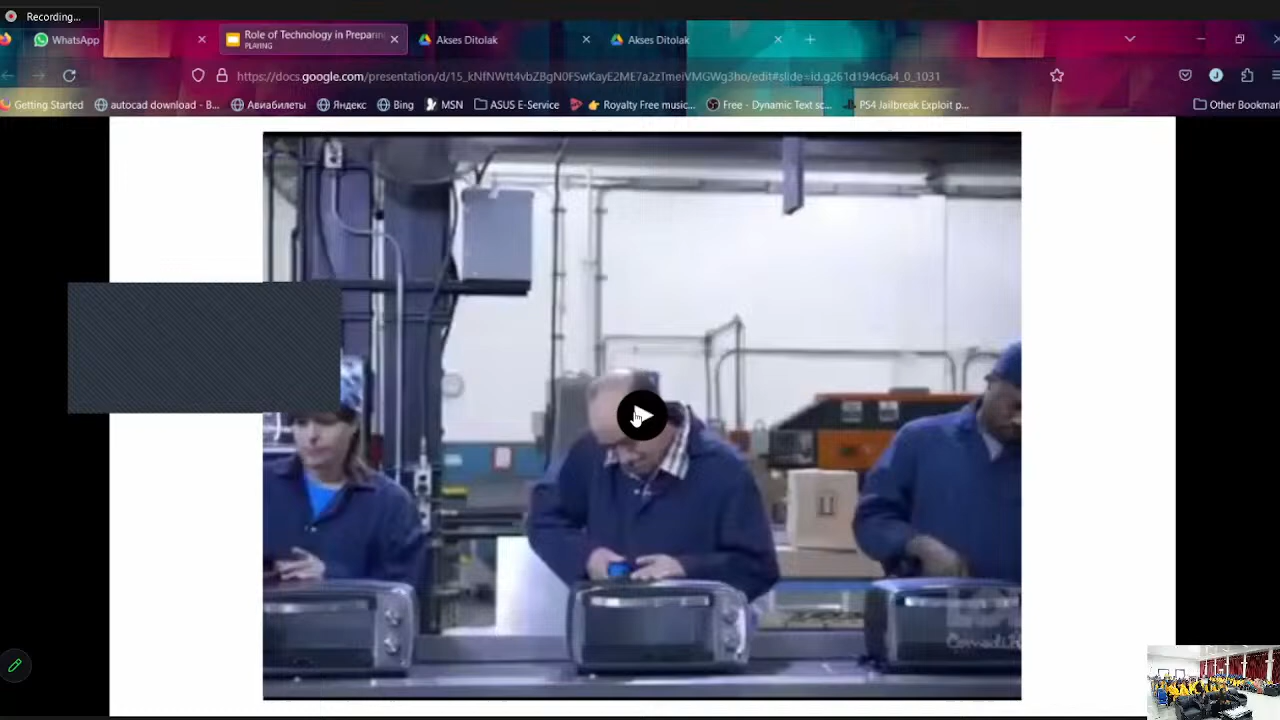 Recording...
WhatsApp
Role of Technology in Preparing
PLAYING
Akses Ditolak
Akses Ditolak
https://docs.google.com/presentation/d/15_kNfNWtt4vbZBgN0FSwKayE2ME7a2zTmeiVMGWg3ho/edit#slide=id.g261d194c6a4_0_1031
Getting Started
autocad download - B...
Авиабилеты
Яндекс
Bing
MSN
ASUS E-Service
Royalty Free music...
Free - Dynamic Text sc...
PS4 Jailbreak Exploit p...
Other Bookmar